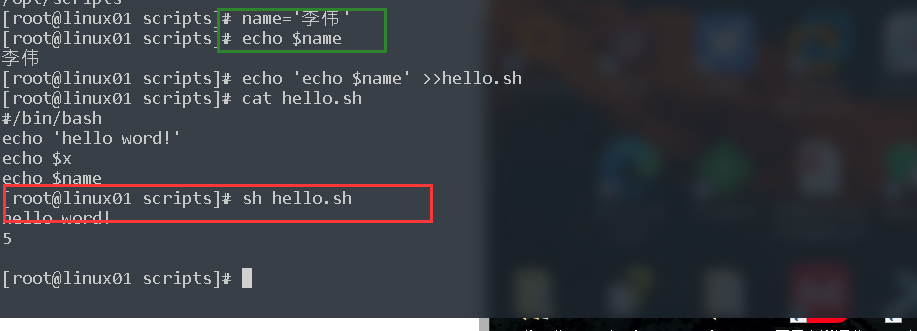 /opt/scripts
[root@linux01 scripts]# name='李伟'
[root@linux01 scripts]# echo $name
李伟
[root@linux01 scripts]# echo 'echo $name' >>hello.sh
[root@linux01 scripts]# cat hello.sh
#/bin/bash
echo 'hello word!'
echo $x
echo $name
[root@linux01 scripts]# sh hello.sh
hello word!
5
[root@linux01 scripts]#